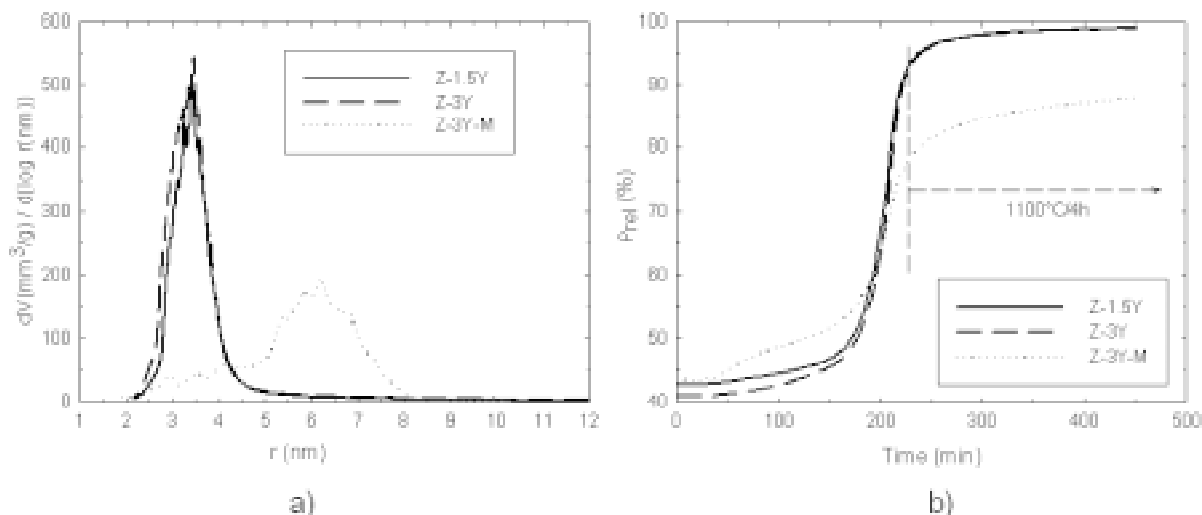 600
500
400
300
200
100
0
dV(mm³/g) / d(log r(nm))
Z-1.5Y
Z-3Y
Z-3Y-M
1 2 3 4 5 6 7 8 9 10 11 12
r (nm)
a)
100
90
80
70
60
50
40
ρrel (%)
1100°C/4h
Z-1.5Y
Z-3Y
Z-3Y-M
0 100 200 300 400 500
Time (min)
b)